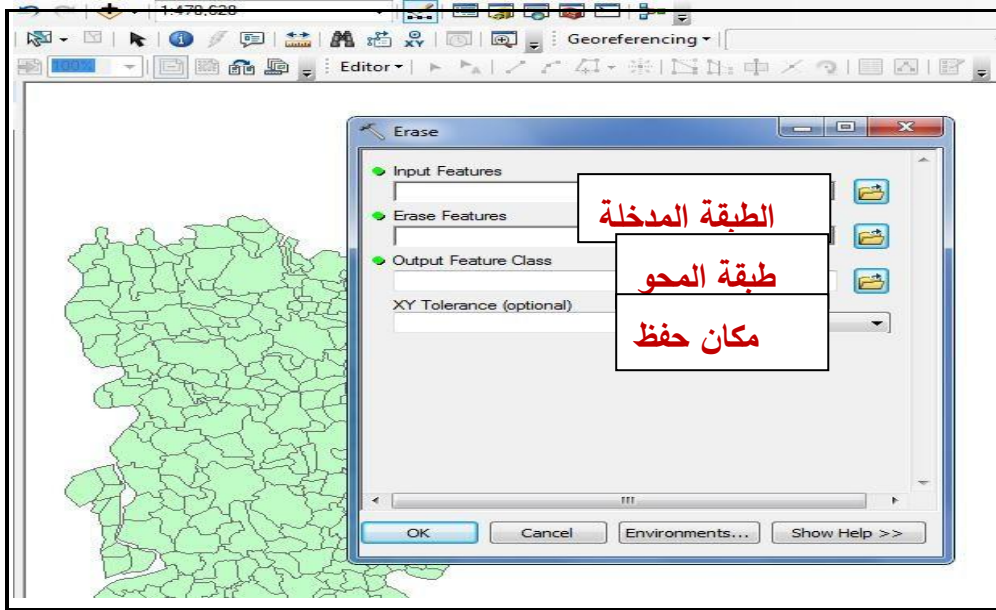 1:478,628
Georeferencing
100%
Editor
Erase
Input Features
الطبقة المدخلة
Erase Features
طبقة المحو
Output Feature Class
مكان حفظ
XY Tolerance (optional)
OK Cancel Environments... Show Help >>